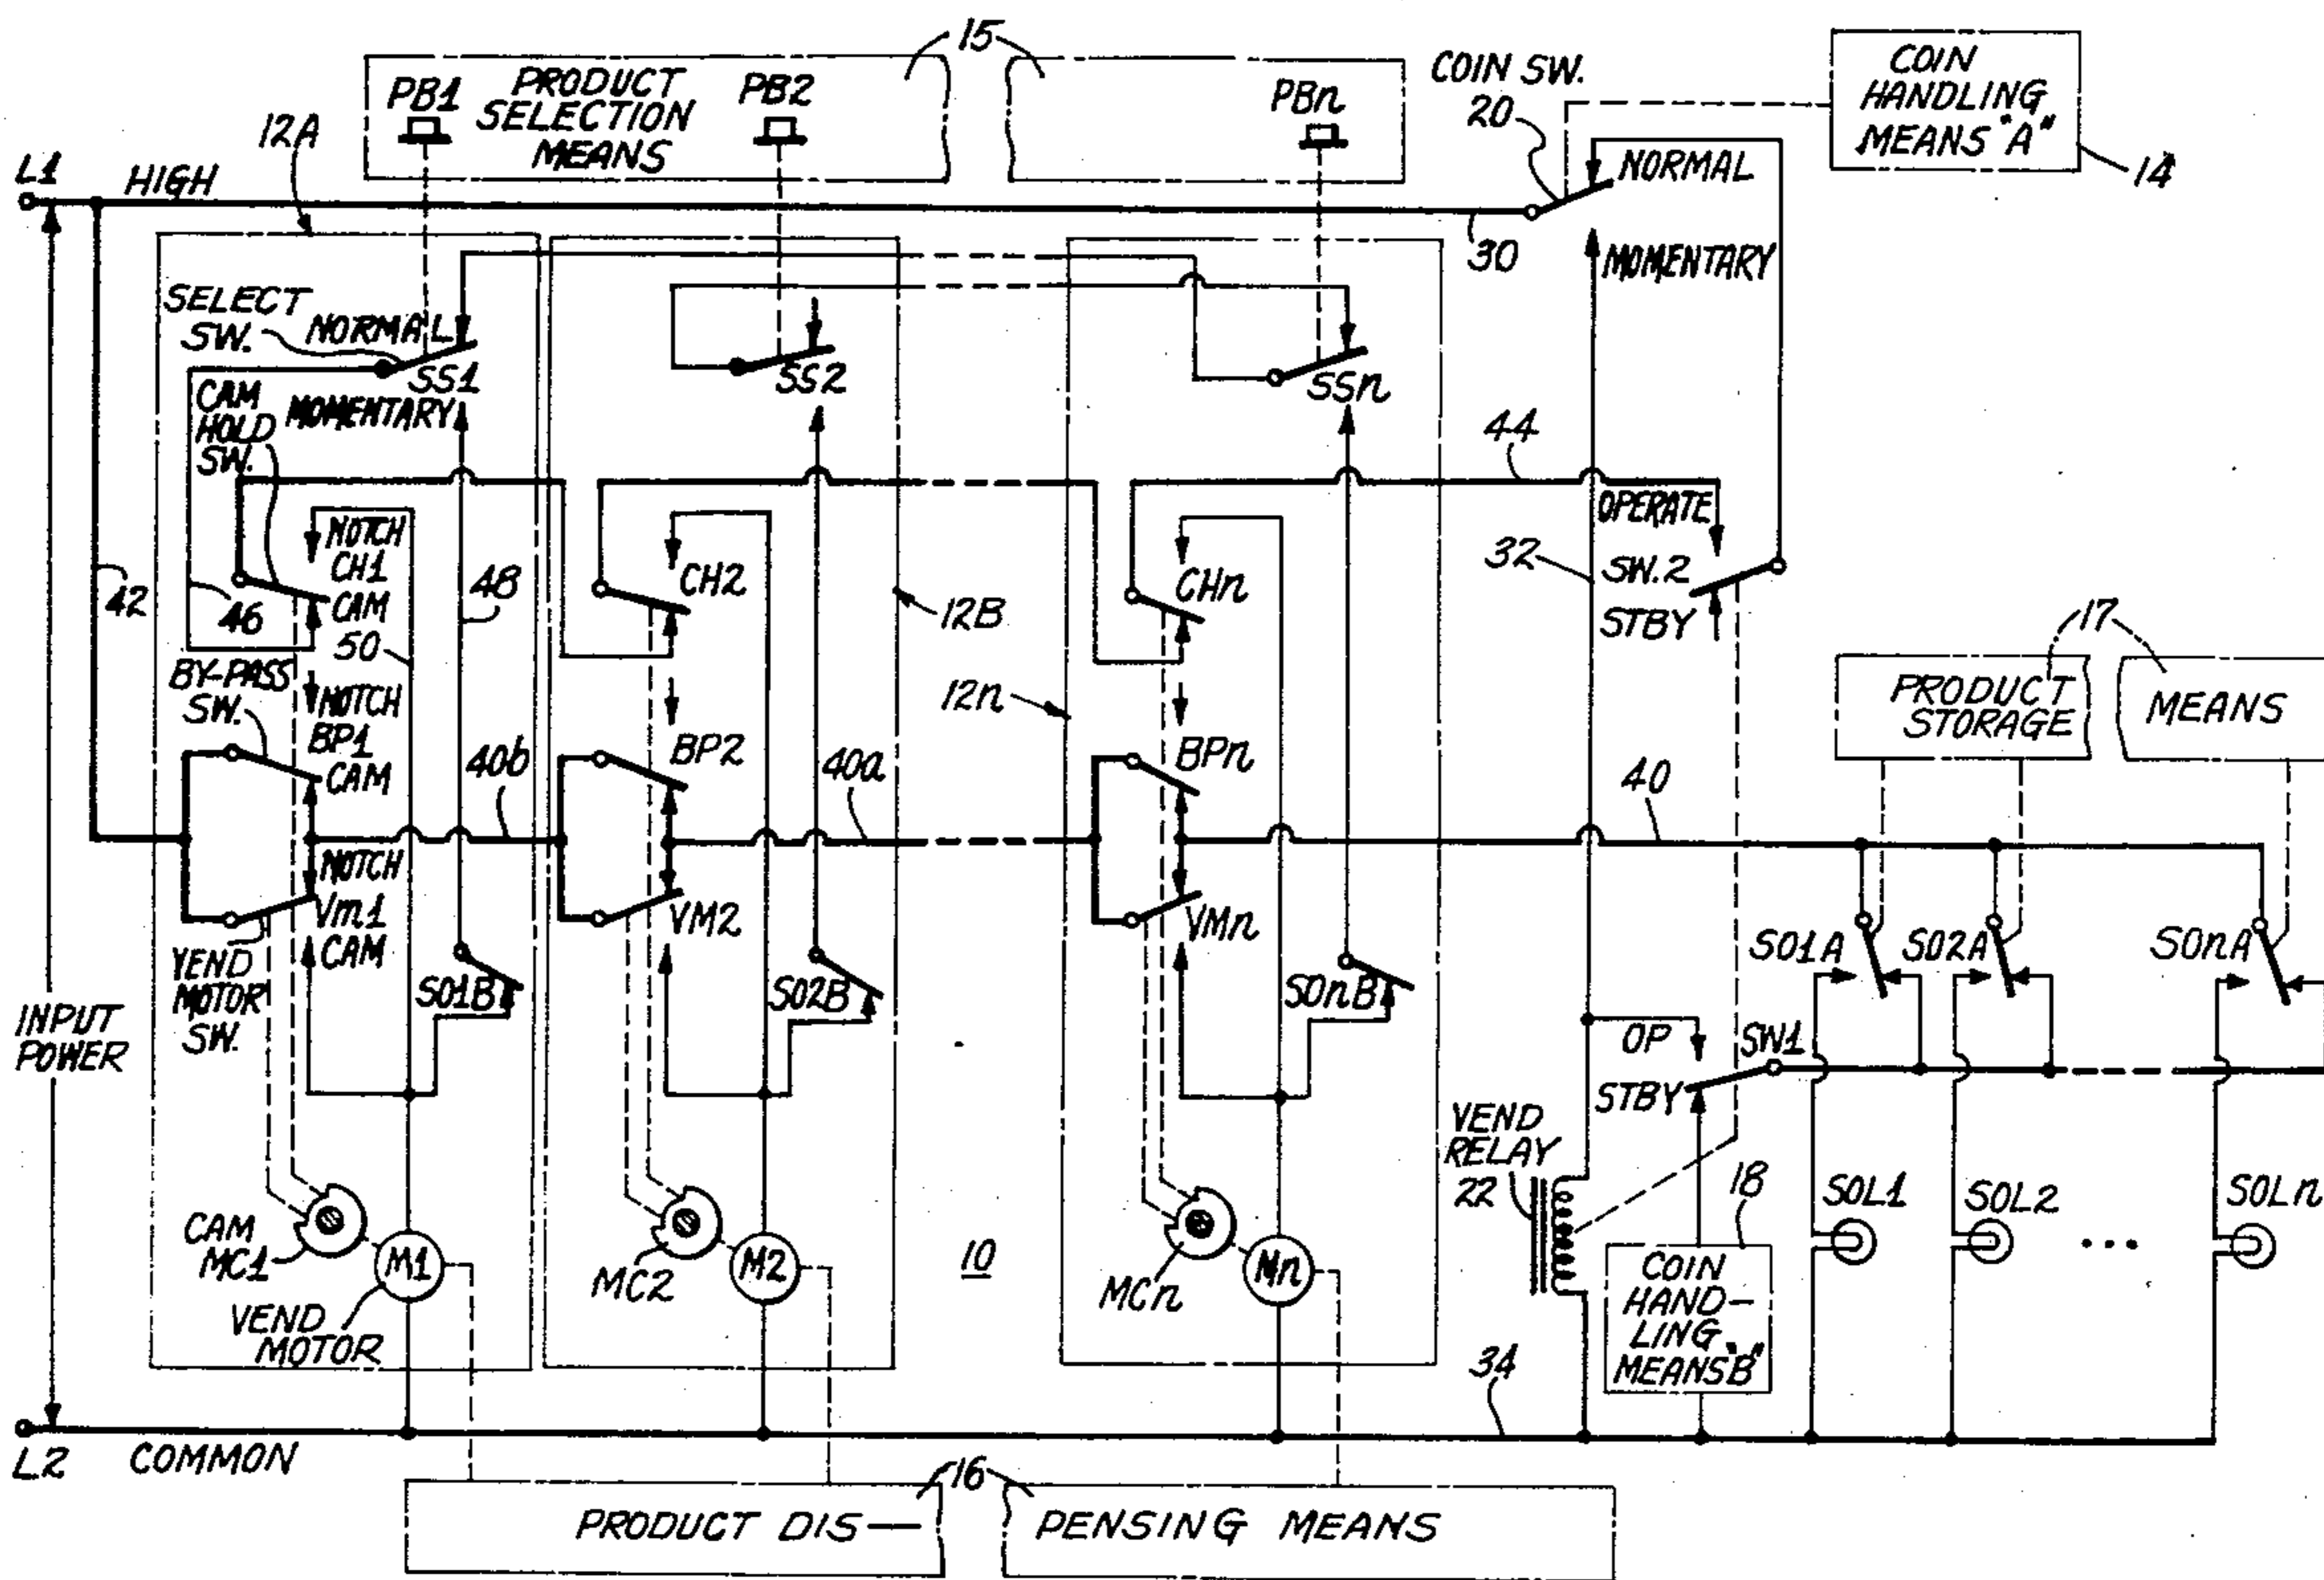 15
PB1
PRODUCT
SELECTION
MEANS
PB2
PBn
COIN SW.
20
COIN
HANDLING
MEANS "A"
14
12A
L1
HIGH
NORMAL
30
MOMENTARY
SELECT
SW.
NORMAL
SS1
SS2
SSn
CAM
HOLD
SW.
MOMENTARY
44
OPERATE
NOTCH
CH1
CAM
50
CH2
CHn
32
SW.2
STBY
42
46
48
12B
17
BY-PASS
SW.
NOTCH
BP1
CAM
12n
PRODUCT
STORAGE
MEANS
40b
BP2
40a
BPn
40
NOTCH
Vm1
CAM
VM2
VMn
VEND
MOTOR
SW.
SO1B
SO2B
SOnB
SO1A
SO2A
SOnA
INPUT
POWER
OP
SW1
STBY
VEND
RELAY
22
18
SOL1
SOL2
SOLn
CAM
MC1
M1
MC2
M2
10
MCn
Mn
COIN
HAND-
LING
MEANS"B"
VEND
MOTOR
34
L2
COMMON
16
PRODUCT DIS-
PENSING MEANS